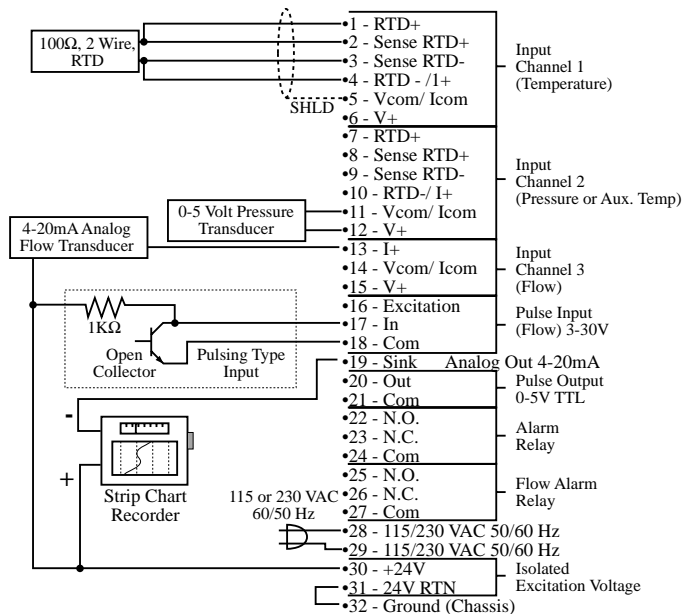 100Ω, 2 Wire,
RTD
SHLD
1 - RTD+
2 - Sense RTD+
3 - Sense RTD-
4 - RTD - /1+
5 - Vcom/ Icom
6 - V+
Input
Channel 1
(Temperature)
7 - RTD+
8 - Sense RTD+
9 - Sense RTD-
10 - RTD-/ I+
11 - Vcom/ Icom
12 - V+
Input
Channel 2
(Pressure or Aux. Temp)
0-5 Volt Pressure
Transducer
4-20mA Analog
Flow Transducer
13 - I+
14 - Vcom/ Icom
15 - V+
Input
Channel 3
(Flow)
1KΩ
Open
Collector
Pulsing Type
Input
16 - Excitation
17 - In
18 - Com
Pulse Input
(Flow) 3-30V
19 - Sink Analog Out 4-20mA
20 - Out
21 - Com
Pulse Output
0-5V TTL
22 - N.O.
23 - N.C.
24 - Com
Alarm
Relay
-
+
Strip Chart
Recorder
25 - N.O.
26 - N.C.
27 - Com
Flow Alarm
Relay
115 or 230 VAC
60/50 Hz
28 - 115/230 VAC 50/60 Hz
29 - 115/230 VAC 50/60 Hz
30 - +24V
31 - 24V RTN
Isolated
Excitation Voltage
32 - Ground (Chassis)